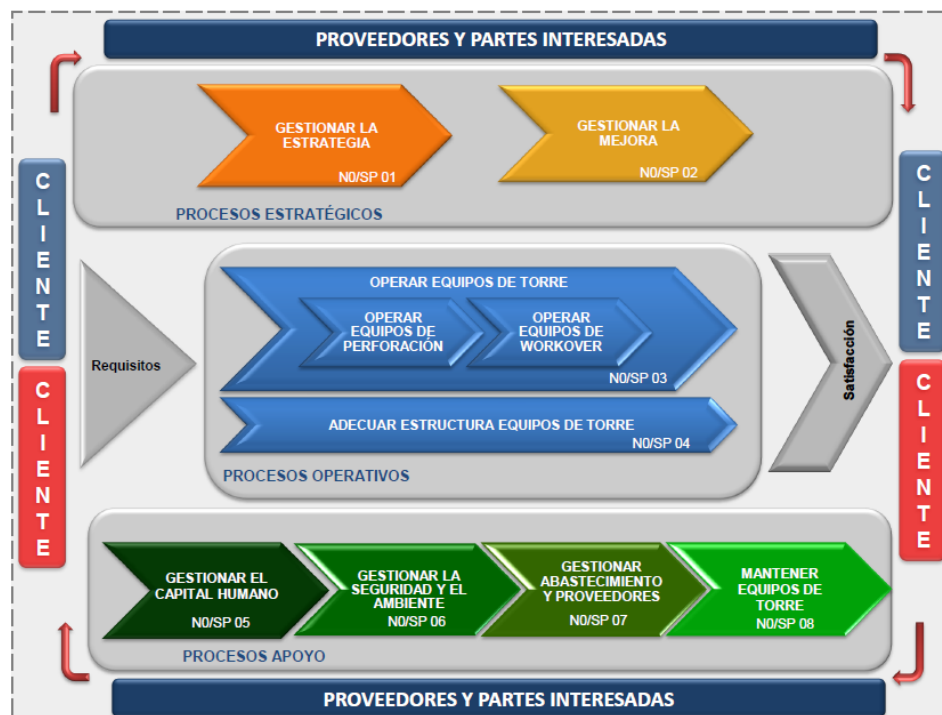 PROVEEDORES Y PARTES INTERESADAS
GESTIONAR LA
ESTRATEGIA
N0/SP 01
GESTIONAR LA
MEJORA
N0/SP 02
PROCESOS ESTRATÉGICOS
CLIENTE
CLIENTE
Requisitos
OPERAR EQUIPOS DE TORRE
OPERAR
EQUIPOS DE
PERFORACIÓN
OPERAR
EQUIPOS DE
WORKOVER
N0/SP 03
ADECUAR ESTRUCTURA EQUIPOS DE TORRE
N0/SP 04
PROCESOS OPERATIVOS
Satisfacción
CLIENTE
CLIENTE
GESTIONAR EL
CAPITAL HUMANO
N0/SP 05
GESTIONAR LA
SEGURIDAD Y EL
AMBIENTE
N0/SP 06
GESTIONAR
ABASTECIMIENTO
Y PROVEEDORES
N0/SP 07
MANTENER
EQUIPOS DE
TORRE
N0/SP 08
PROCESOS APOYO
PROVEEDORES Y PARTES INTERESADAS